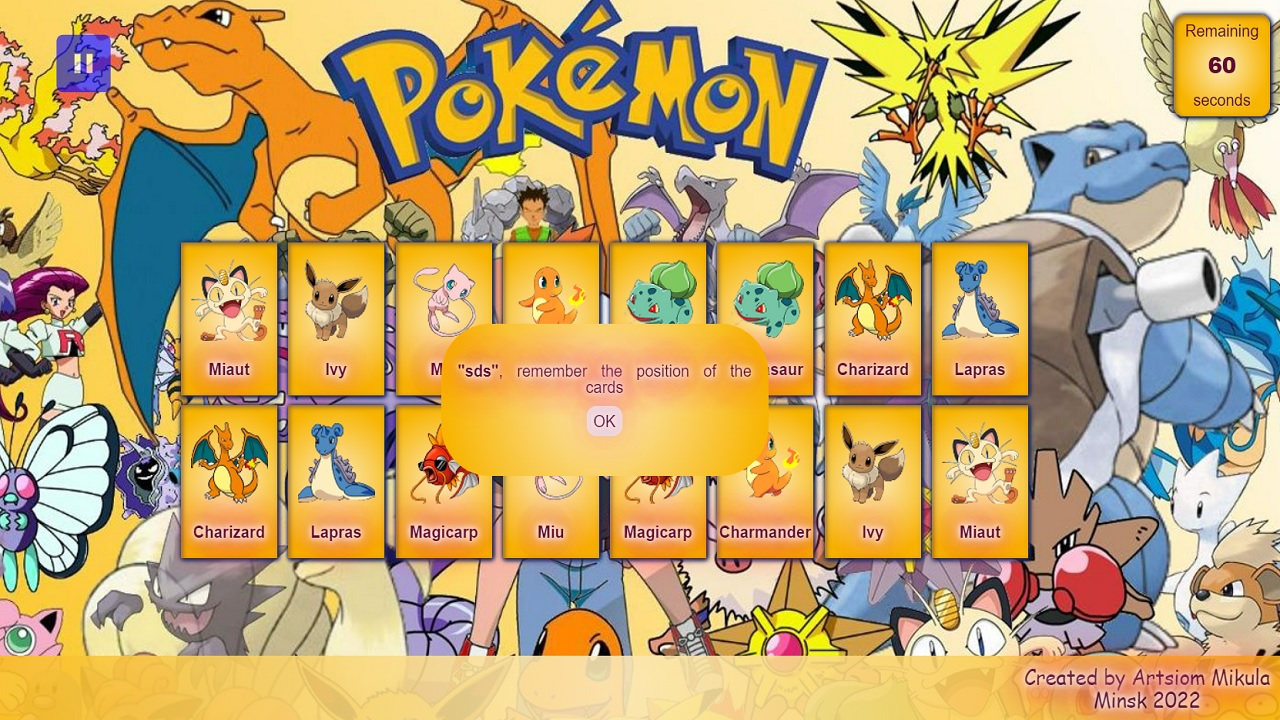 Pokémon
Remaining
60
seconds
Miaut
Ivy
M
saur
Charizard
Lapras
"sds", remember the position of the
cards
OK
Charizard
Lapras
Magicarp
Miu
Magicarp
Charmander
Ivy
Miaut
R
Created by Artsiom Mikula
Minsk 2022